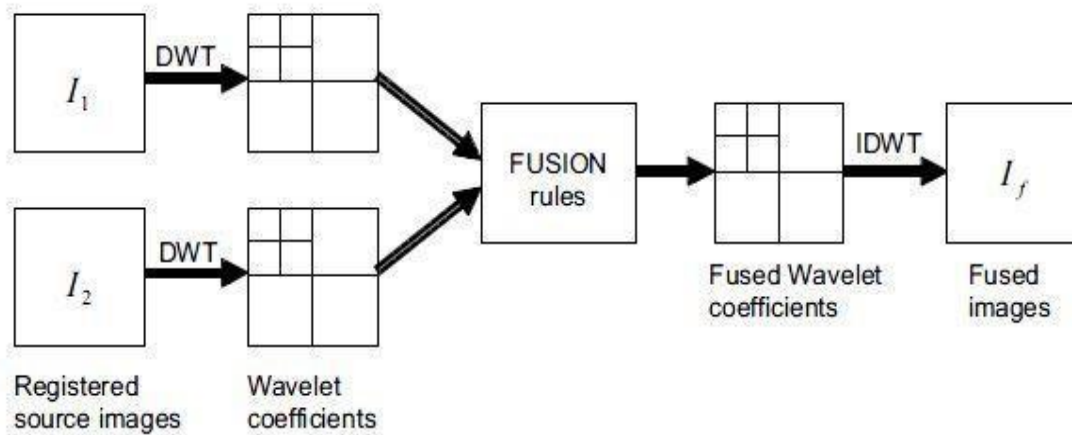 I1
DWT
FUSION
rules
IDWT
If
I2
DWT
Fused Wavelet
coefficients
Fused
images
Registered
source images
Wavelet
coefficients